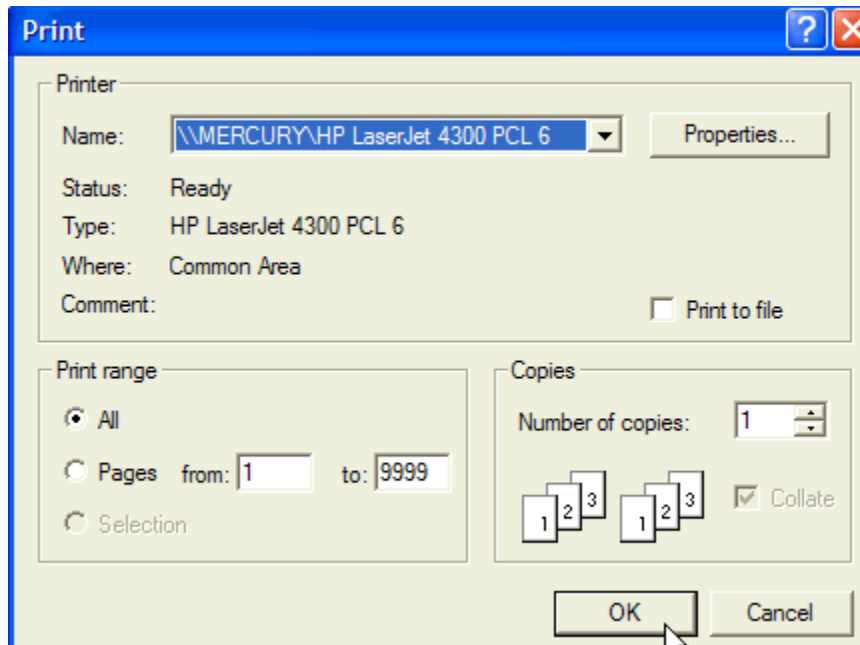 Print
Printer
Name: \\MERCURY\HP LaserJet 4300 PCL 6 Properties...
Status: Ready
Type: HP LaserJet 4300 PCL 6
Where: Common Area
Comment:
Print to file
Print range
All
Pages from: 1 to: 9999
Selection
Copies
Number of copies: 1
1 2 3 1 2 3 Collate
OK Cancel